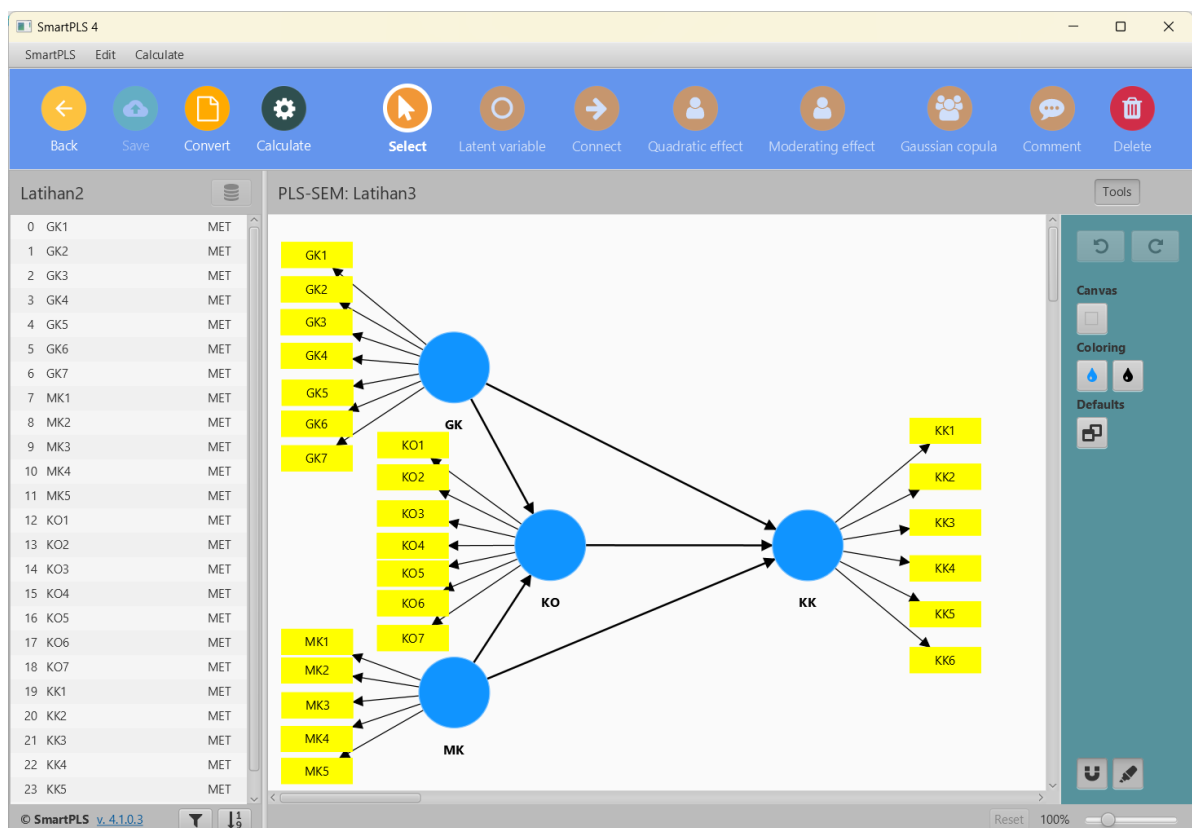 SmartPLS 4
SmartPLS Edit Calculate
Back Save Convert Calculate Select Latent variable Connect Quadratic effect Moderating effect Gaussian copula Comment Delete
Latihan2
PLS-SEM: Latihan3
Tools
0 GK1 MET
1 GK2 MET
2 GK3 MET
3 GK4 MET
4 GK5 MET
5 GK6 MET
6 GK7 MET
7 MK1 MET
8 MK2 MET
9 MK3 MET
10 MK4 MET
11 MK5 MET
12 KO1 MET
13 KO2 MET
14 KO3 MET
15 KO4 MET
16 KO5 MET
17 KO6 MET
18 KO7 MET
19 KK1 MET
20 KK2 MET
21 KK3 MET
22 KK4 MET
23 KK5 MET
GK1
GK2
GK3
GK4
GK5
GK6
GK7
GK
KO1
KO2
KO3
KO4
KO5
KO6
KO7
KO
MK1
MK2
MK3
MK4
MK5
MK
KK1
KK2
KK3
KK4
KK5
KK6
KK
Canvas
Coloring
Defaults
© SmartPLS v. 4.1.0.3
1
9
Reset 100%